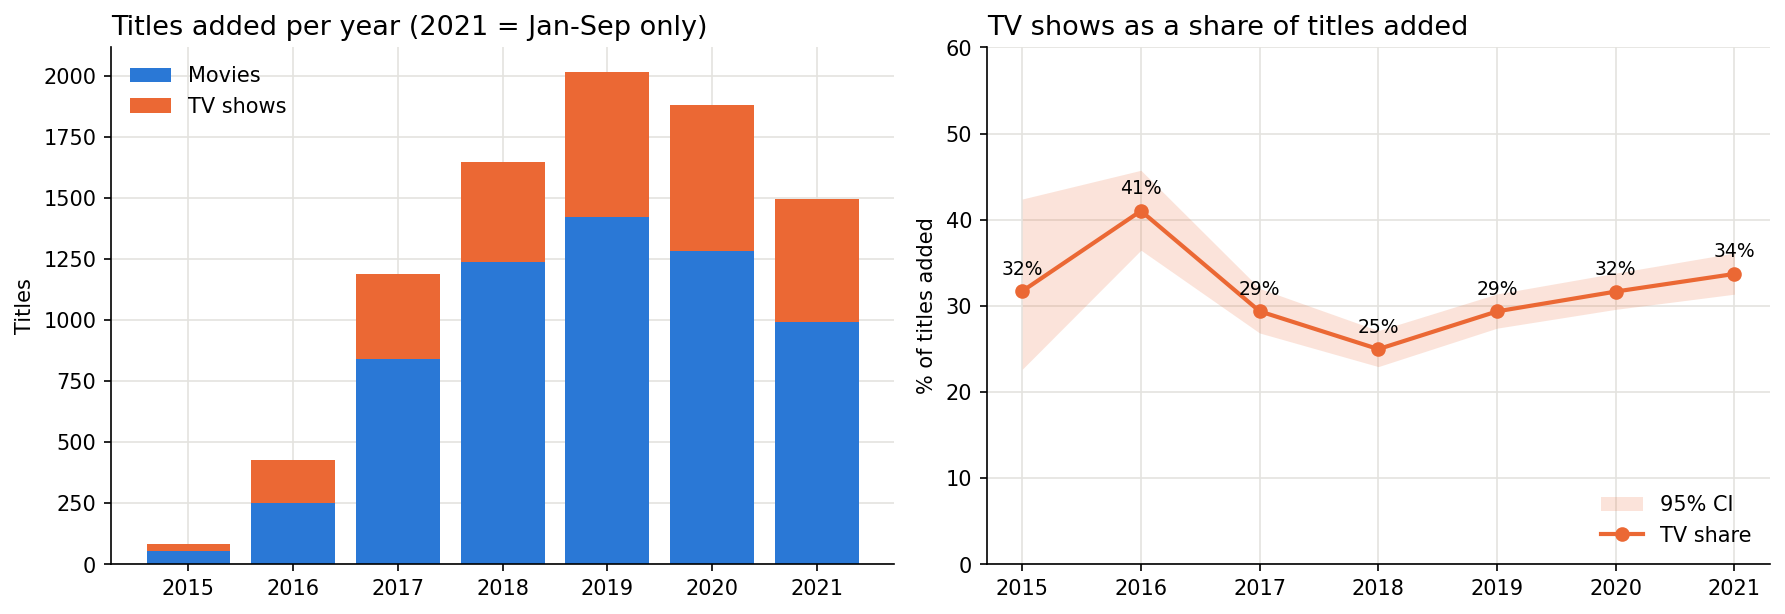 Titles added per year (2021 = Jan-Sep only)
Movies
TV shows
2000
1750
1500
1250
1000
750
500
250
0
Titles
2015 2016 2017 2018 2019 2020 2021
TV shows as a share of titles added
60
50
40
30
20
10
0
% of titles added
32%
41%
29%
25%
29%
32%
34%
95% CI
TV share
2015 2016 2017 2018 2019 2020 2021